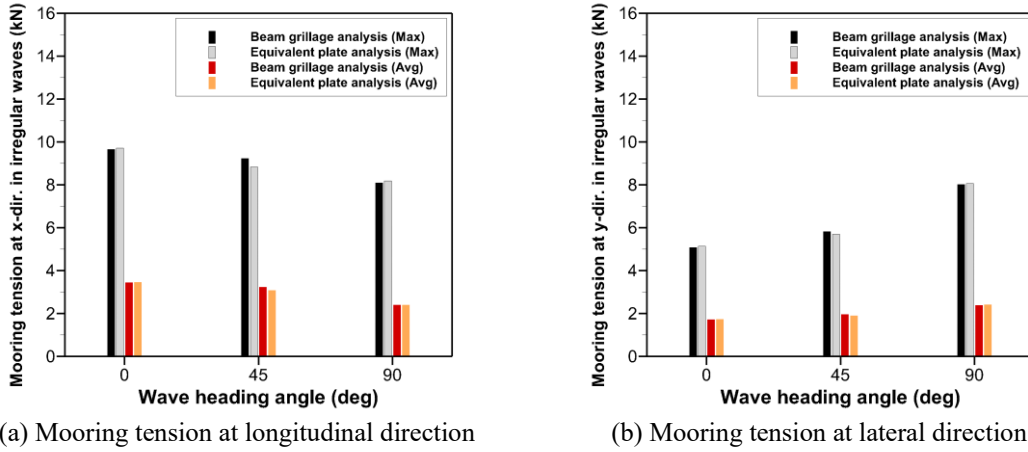 Mooring tension at x-dir. in irregular waves (kN)
16
14
12
10
8
6
4
2
0
Beam grillage analysis (Max)
Equivalent plate analysis (Max)
Beam grillage analysis (Avg)
Equivalent plate analysis (Avg)
0
45
90
Wave heading angle (deg)
(a) Mooring tension at longitudinal direction
Mooring tension at y-dir. in irregular waves (kN)
16
14
12
10
8
6
4
2
0
Beam grillage analysis (Max)
Equivalent plate analysis (Max)
Beam grillage analysis (Avg)
Equivalent plate analysis (Avg)
0
45
90
Wave heading angle (deg)
(b) Mooring tension at lateral direction